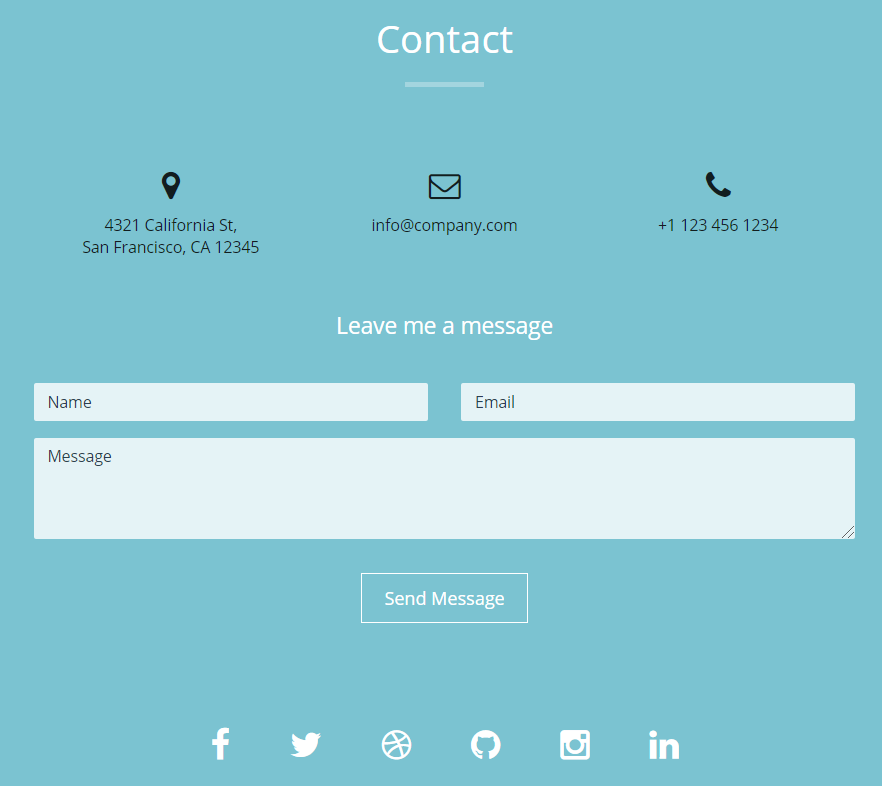 Contact
4321 California St,
San Francisco, CA 12345
info@company.com
+1 123 456 1234
Leave me a message
Name
Email
Message
Send Message